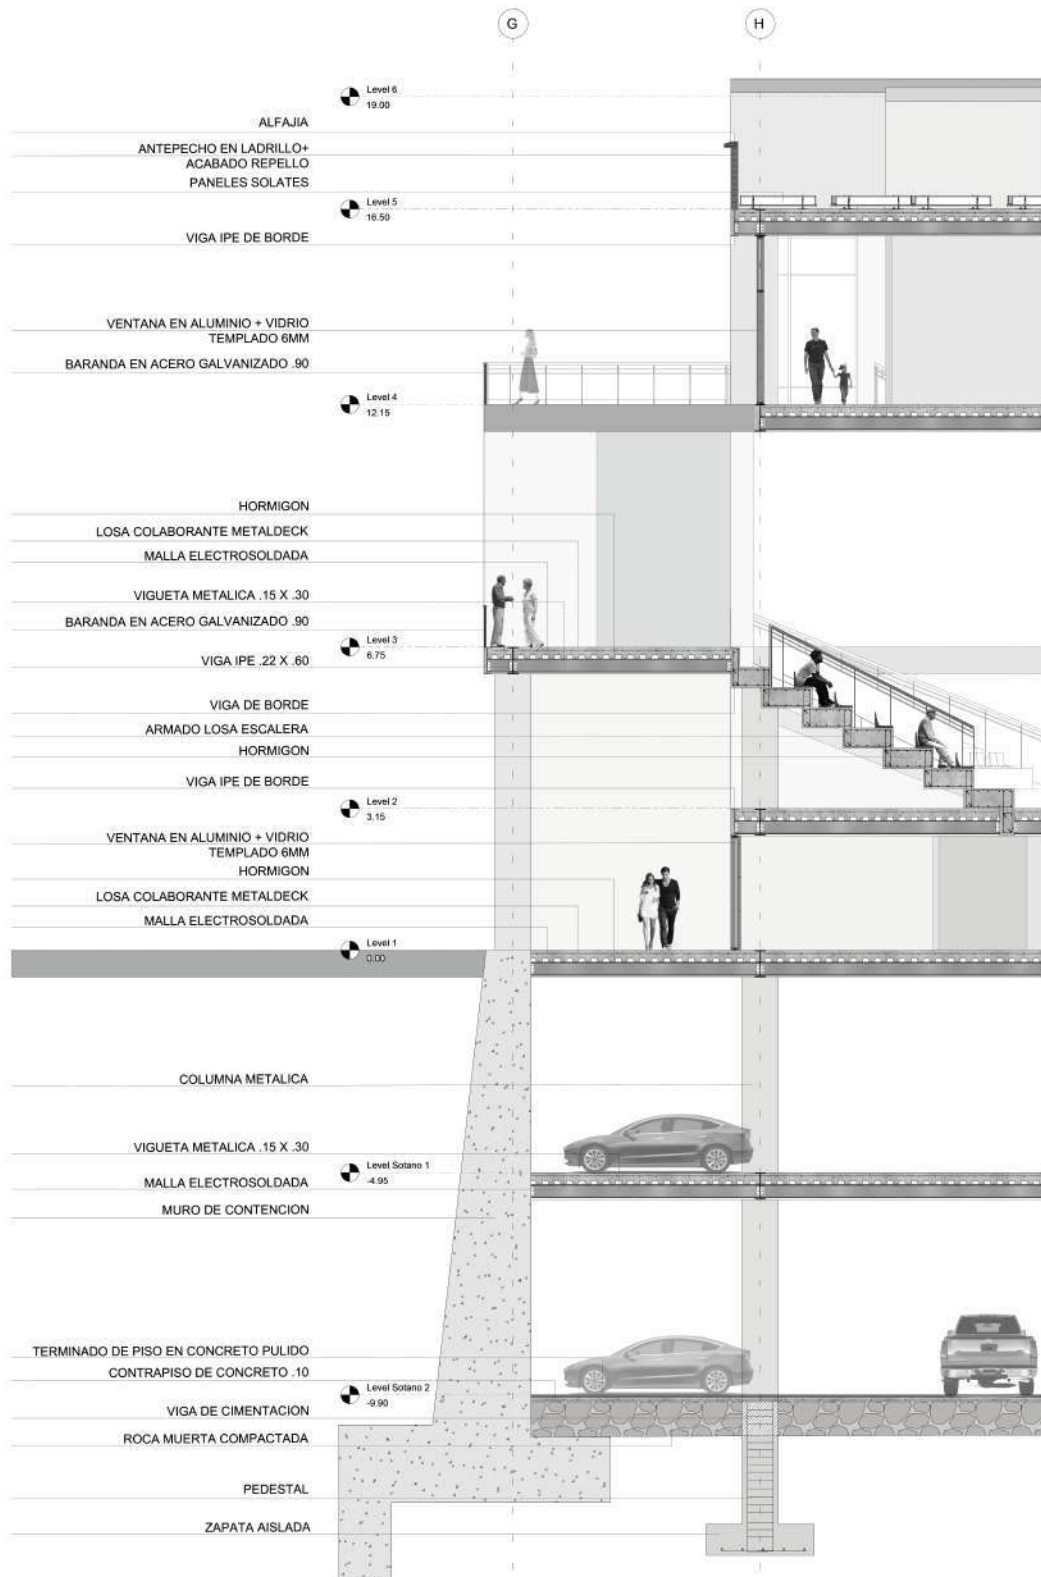 G
H
Level 6
19.00
ALFAJIA
ANTEPECHO EN LADRILLO+
ACABADO REPELLO
PANELES SOLATES
Level 5
16.50
VIGA IPE DE BORDE
VENTANA EN ALUMINIO + VIDRIO
TEMPLADO 6MM
BARANDA EN ACERO GALVANIZADO .90
Level 4
12.15
HORMIGON
LOSA COLABORANTE METALDECK
MALLA ELECTROSOLDADA
VIGUETA METALICA .15 X .30
BARANDA EN ACERO GALVANIZADO .90
Level 3
6.75
VIGA IPE .22 X .60
VIGA DE BORDE
ARMADO LOSA ESCALERA
HORMIGON
VIGA IPE DE BORDE
Level 2
3.15
VENTANA EN ALUMINIO + VIDRIO
TEMPLADO 6MM
HORMIGON
LOSA COLABORANTE METALDECK
MALLA ELECTROSOLDADA
Level 1
0.00
COLUMNA METALICA
VIGUETA METALICA .15 X .30
Level Sotano 1
-4.95
MALLA ELECTROSOLDADA
MURO DE CONTENCION
TERMINADO DE PISO EN CONCRETO PULIDO
CONTRAPISO DE CONCRETO .10
Level Sotano 2
-9.90
VIGA DE CIMENTACION
ROCA MUERTA COMPACTADA
PEDESTAL
ZAPATA AISLADA